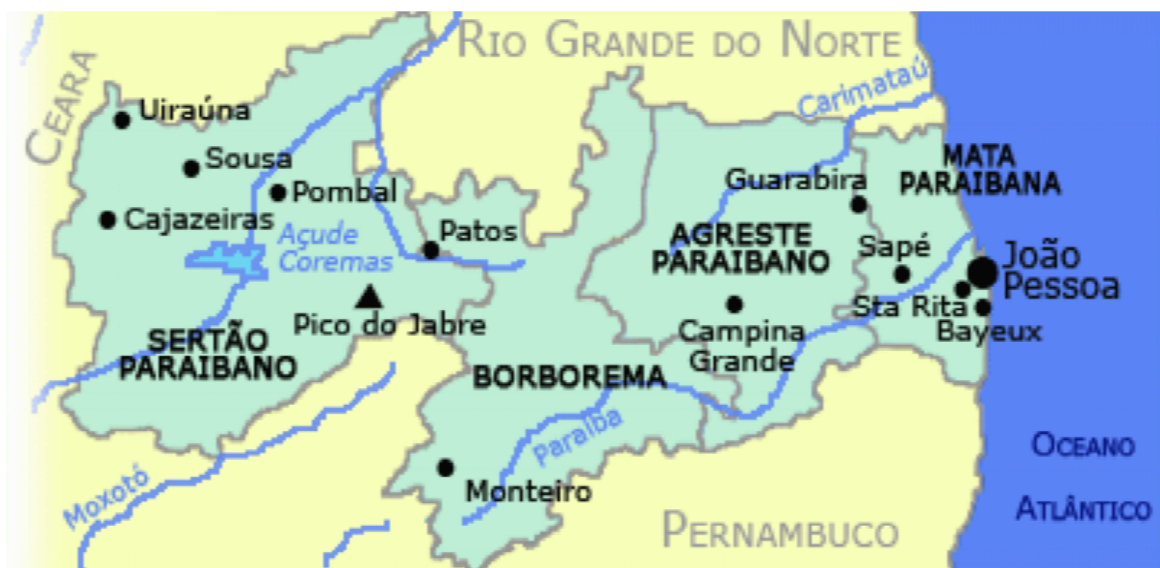 RIO GRANDE DO NORTE
CEARÁ
Carimataú
Uiraúna
Sousa
MATA
PARAIBANA
Pombal
Guarabira
Cajazeiras
Açude
Coremas
Patos
AGRESTE
PARAIBANO
Sapé
João
Pessoa
Sta Rita
Bayeux
Pico do Jabre
Campina
Grande
SERTÃO
PARAIBANO
BORBOREMA
Paraíba
Moxotó
Monteiro
OCEANO
ATLÂNTICO
PERNAMBUCO